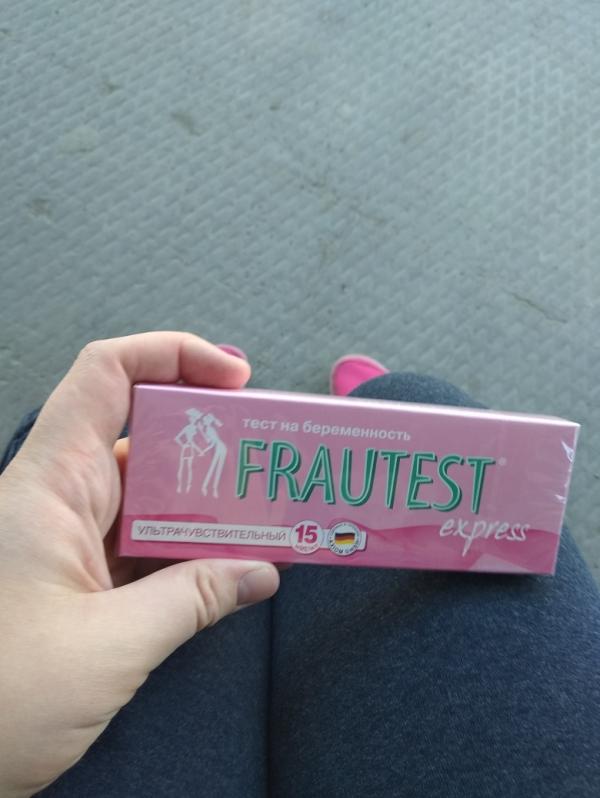 тест на беременность
FRAUTEST®
express
УЛЬТРАЧУВСТВИТЕЛЬНЫЙ
15